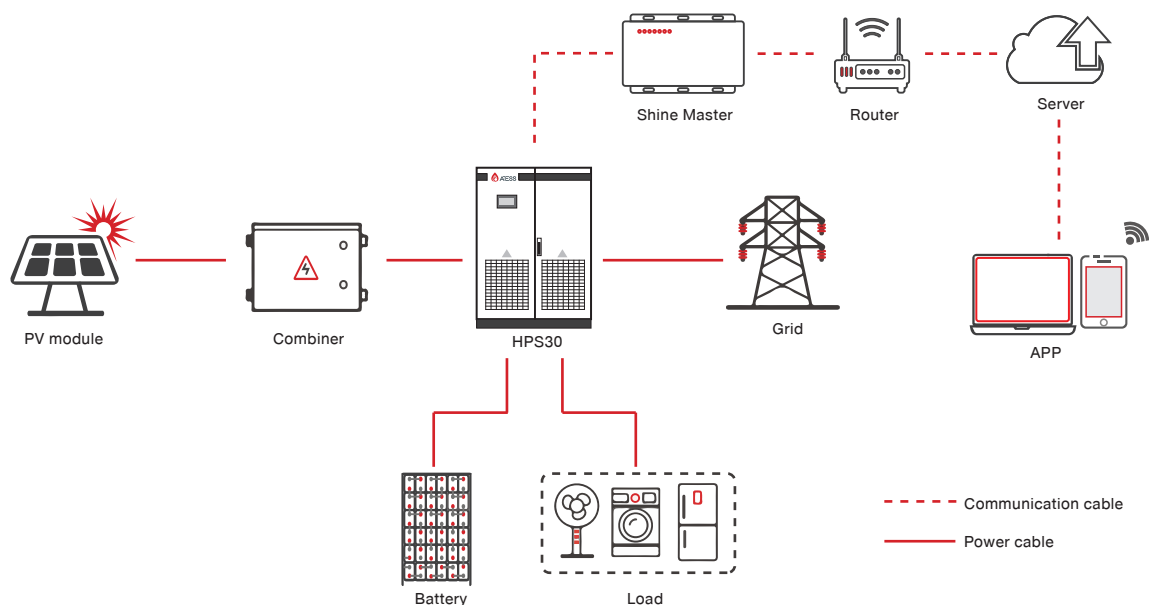 Shine Master
Router
Server
ATESS
PV module
Combiner
HPS30
Grid
APP
Battery
Load
Communication cable
Power cable